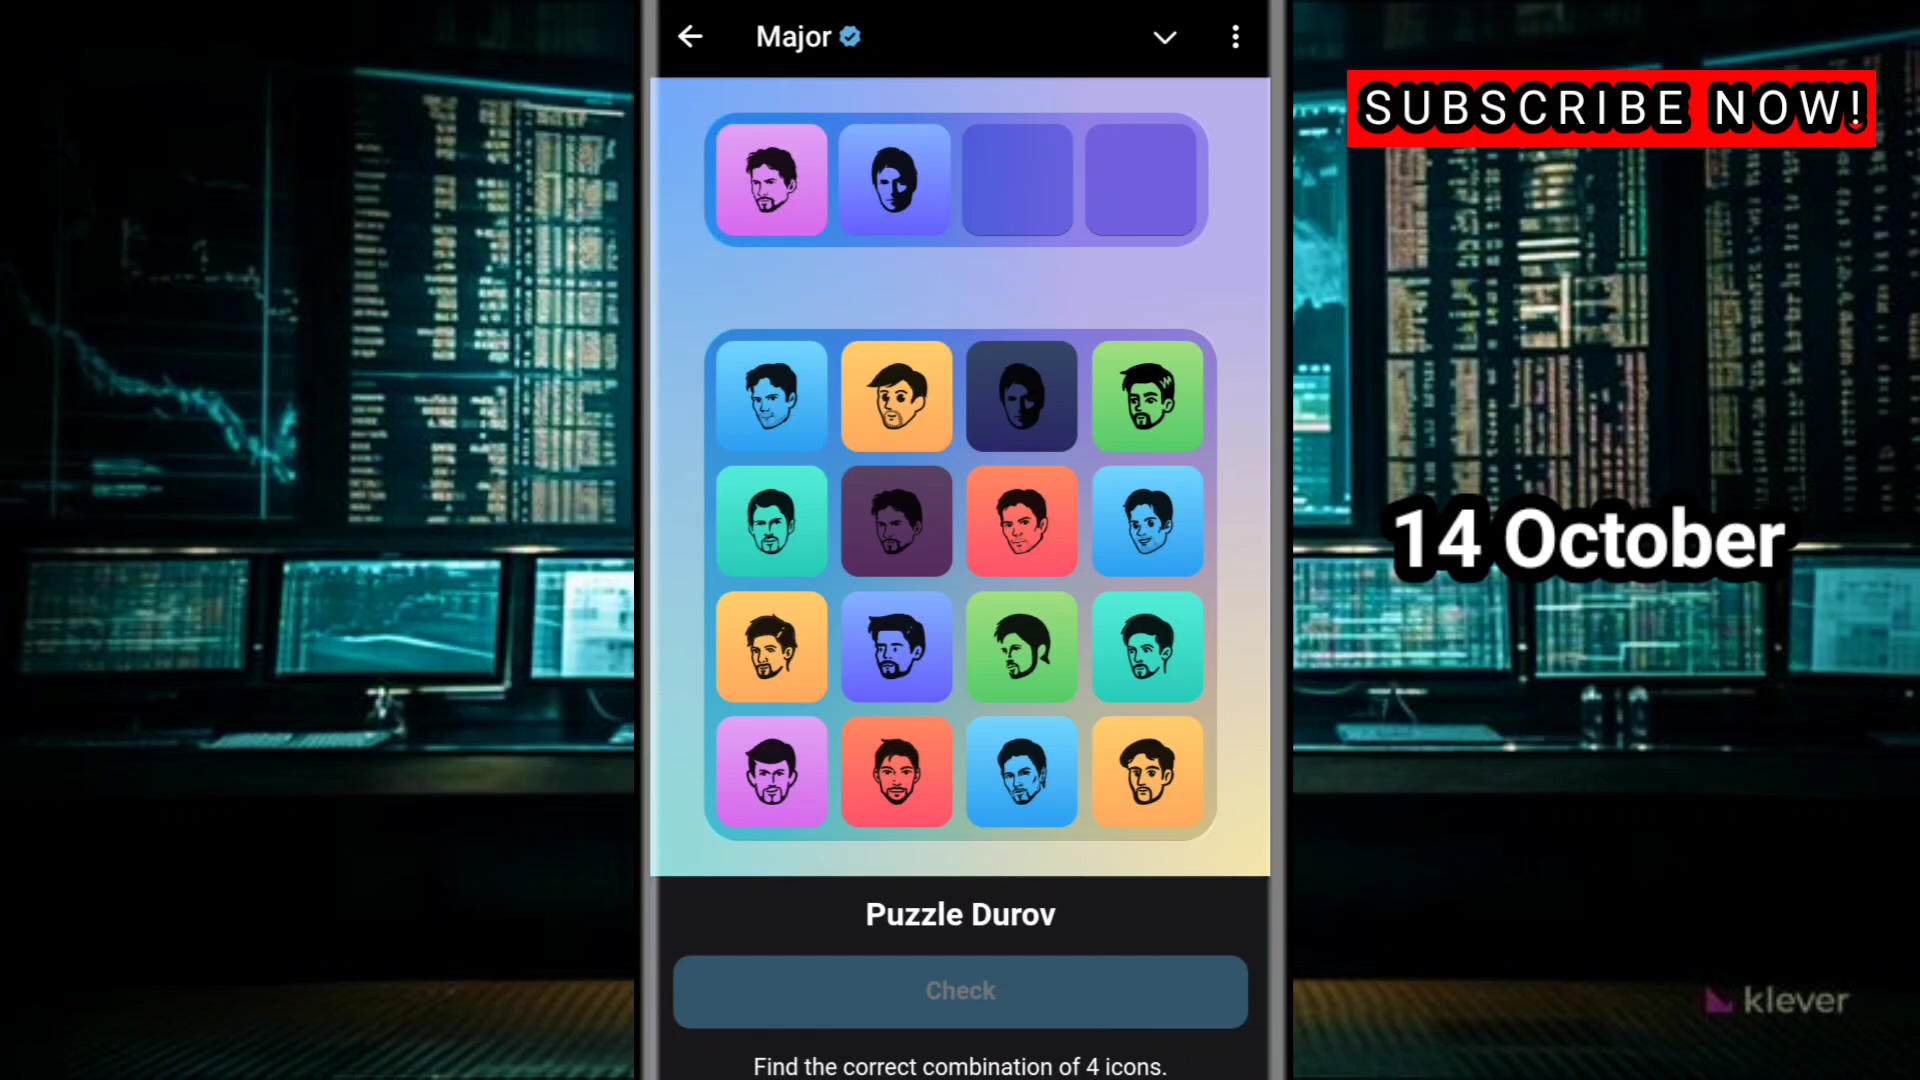 Major
SUBSCRIBE NOW!
14 October
Puzzle Durov
Check
klever
Find the correct combination of 4 icons.